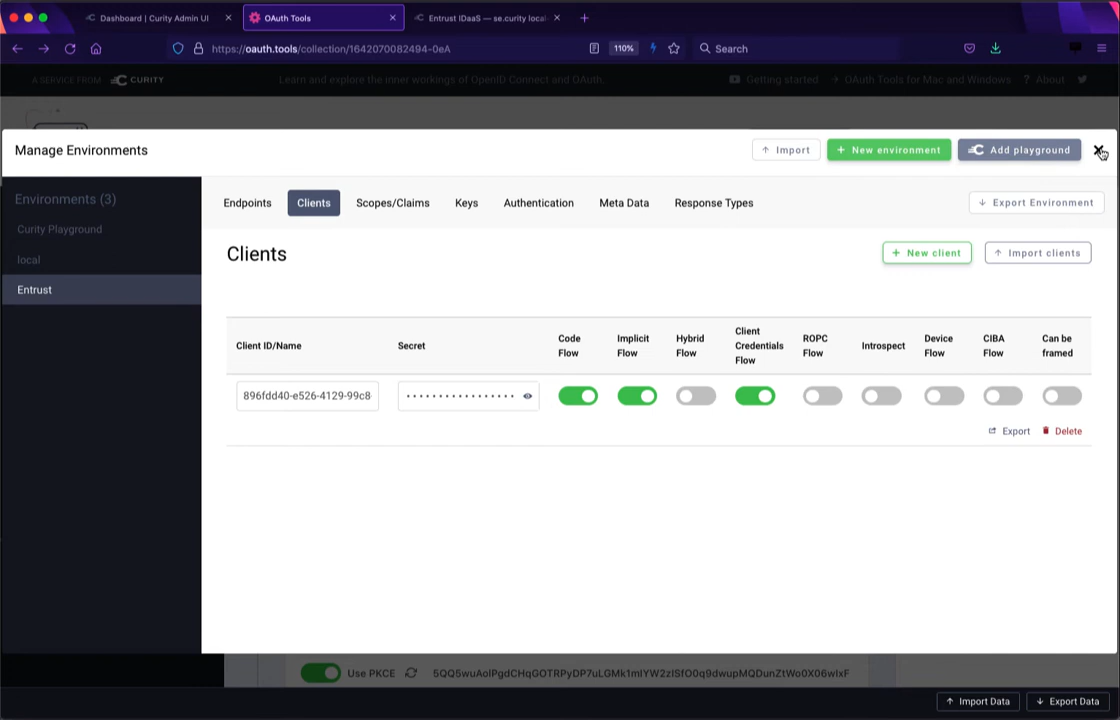 Dashboard | Curity Admin UI
OAuth Tools
Entrust IDaaS — se.curity local
https://oauth.tools/collection/1642070082494-0eA
110%
Search
A SERVICE FROM CURITY
Learn and explore the inner workings of OpenID Connect and OAuth.
Getting started
OAuth Tools for Mac and Windows
? About
Manage Environments
Import
+ New environment
Add playground
Environments (3)
Curity Playground
local
Entrust
Endpoints
Clients
Scopes/Claims
Keys
Authentication
Meta Data
Response Types
Export Environment
Clients
+ New client
Import clients
Client ID/Name
Secret
Code Flow
Implicit Flow
Hybrid Flow
Client Credentials Flow
ROPC Flow
Introspect
Device Flow
CIBA Flow
Can be framed
896fdd40-e526-4129-99c8
Export
Delete
Use PKCE
5QQ5wuAolPgdCHqGOTRPyDP7uLGMk1mIYW2zISfO0q9dwupMQDunZtWo0X06wIxF
Import Data
Export Data